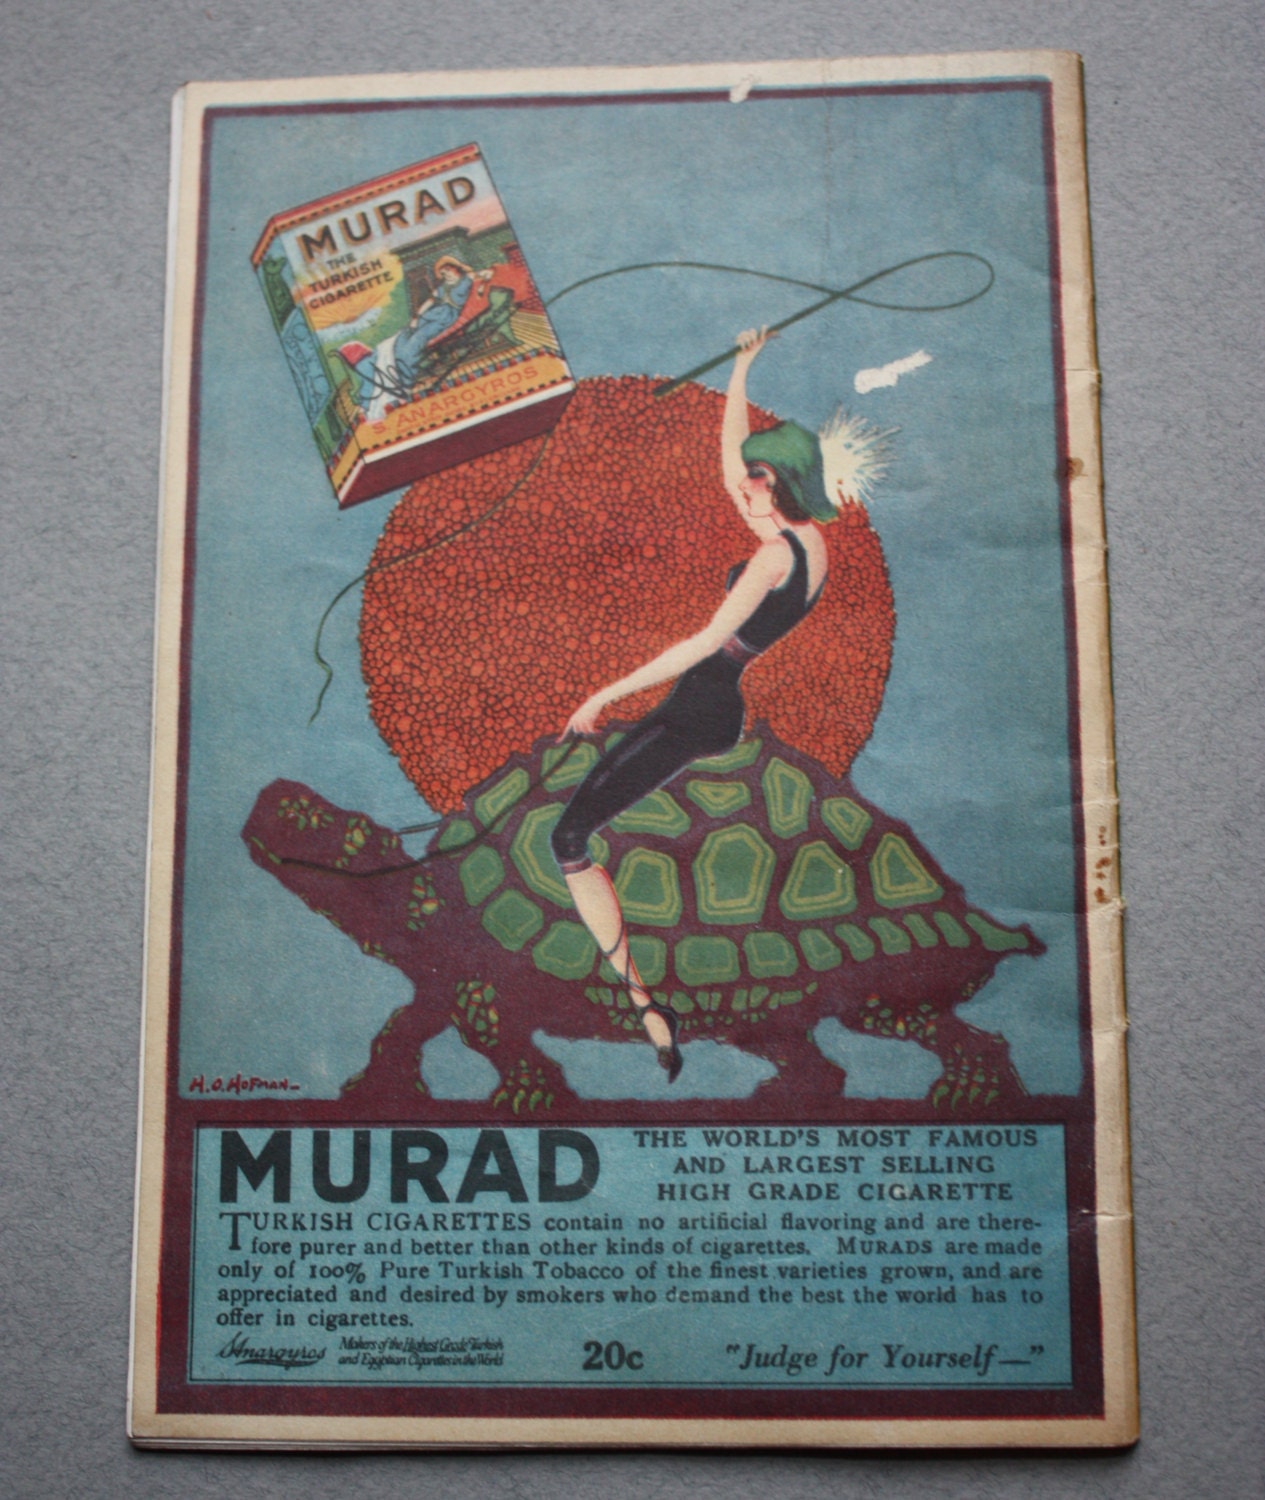 MURAD
THE
TURKISH
CIGARETTE
S. ANARGYROS
H.O. HOFMAN—
MURAD
THE WORLD'S MOST FAMOUS
AND LARGEST SELLING
HIGH GRADE CIGARETTE
TURKISH CIGARETTES contain no artificial flavoring and are there-
fore purer and better than other kinds of cigarettes. MURADS are made
only of 100% Pure Turkish Tobacco of the finest varieties grown, and are
appreciated and desired by smokers who demand the best the world has to
offer in cigarettes.
S. Anargyros
Makers of the Highest Grade Turkish
and Egyptian Cigarettes in the World
20c
"Judge for Yourself—"